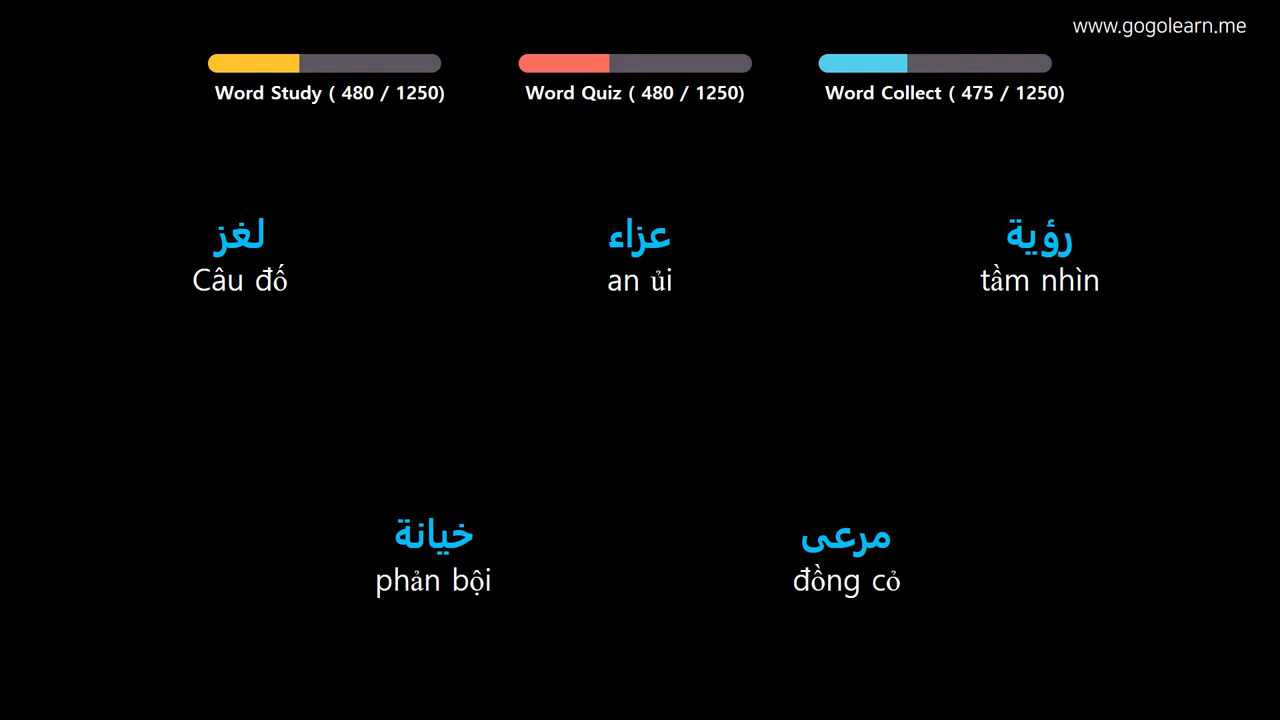 www.gogolearn.me
Word Study ( 480 / 1250)
Word Quiz ( 480 / 1250)
Word Collect ( 475 / 1250)
لغز
Câu đố
عزاء
an ủi
رؤية
tầm nhìn
خيانة
phản bội
مرعى
đồng cỏ